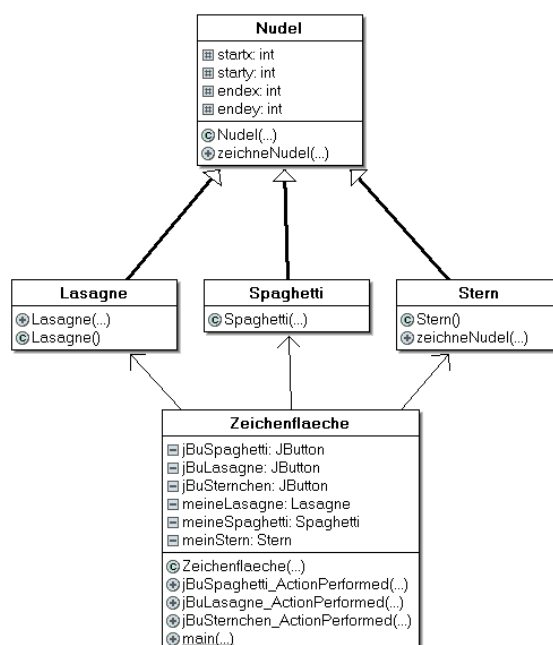 Nudel
startx: int
starty: int
endex: int
endey: int
Nudel(...)
zeichneNudel(...)
Lasagne
Lasagne(...)
Lasagne()
Spaghetti
Spaghetti(...)
Stern
Stern()
zeichneNudel(...)
Zeichenflaeche
jBuSpaghetti: JButton
jBuLasagne: JButton
jBuSternchen: JButton
meineLasagne: Lasagne
meineSpaghetti: Spaghetti
meinStern: Stern
Zeichenflaeche(...)
jBuSpaghetti_ActionPerformed(...)
jBuLasagne_ActionPerformed(...)
jBuSternchen_ActionPerformed(...)
main(...)